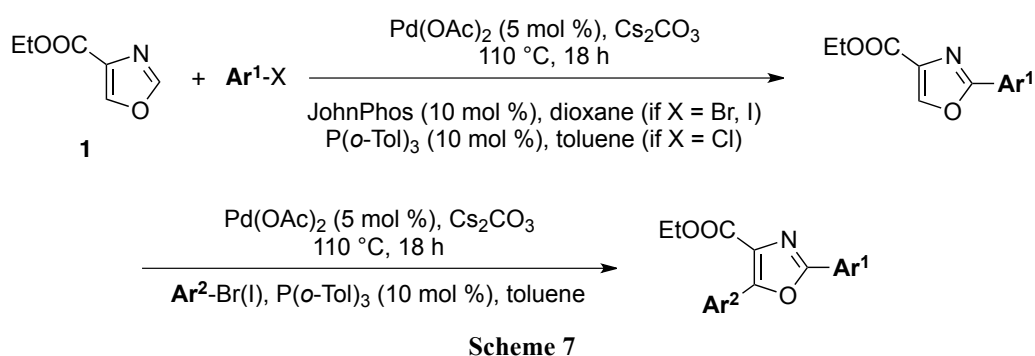 Pd(OAc)2 (5 mol %), Cs2CO3
110 °C, 18 h
EtOOC N O
1
+ Ar1-X
JohnPhos (10 mol %), dioxane (if X = Br, I)
P(o-Tol)3 (10 mol %), toluene (if X = Cl)
EtOOC N O Ar1
Pd(OAc)2 (5 mol %), Cs2CO3
110 °C, 18 h
Ar2-Br(I), P(o-Tol)3 (10 mol %), toluene
EtOOC N O Ar1 Ar2
Scheme 7